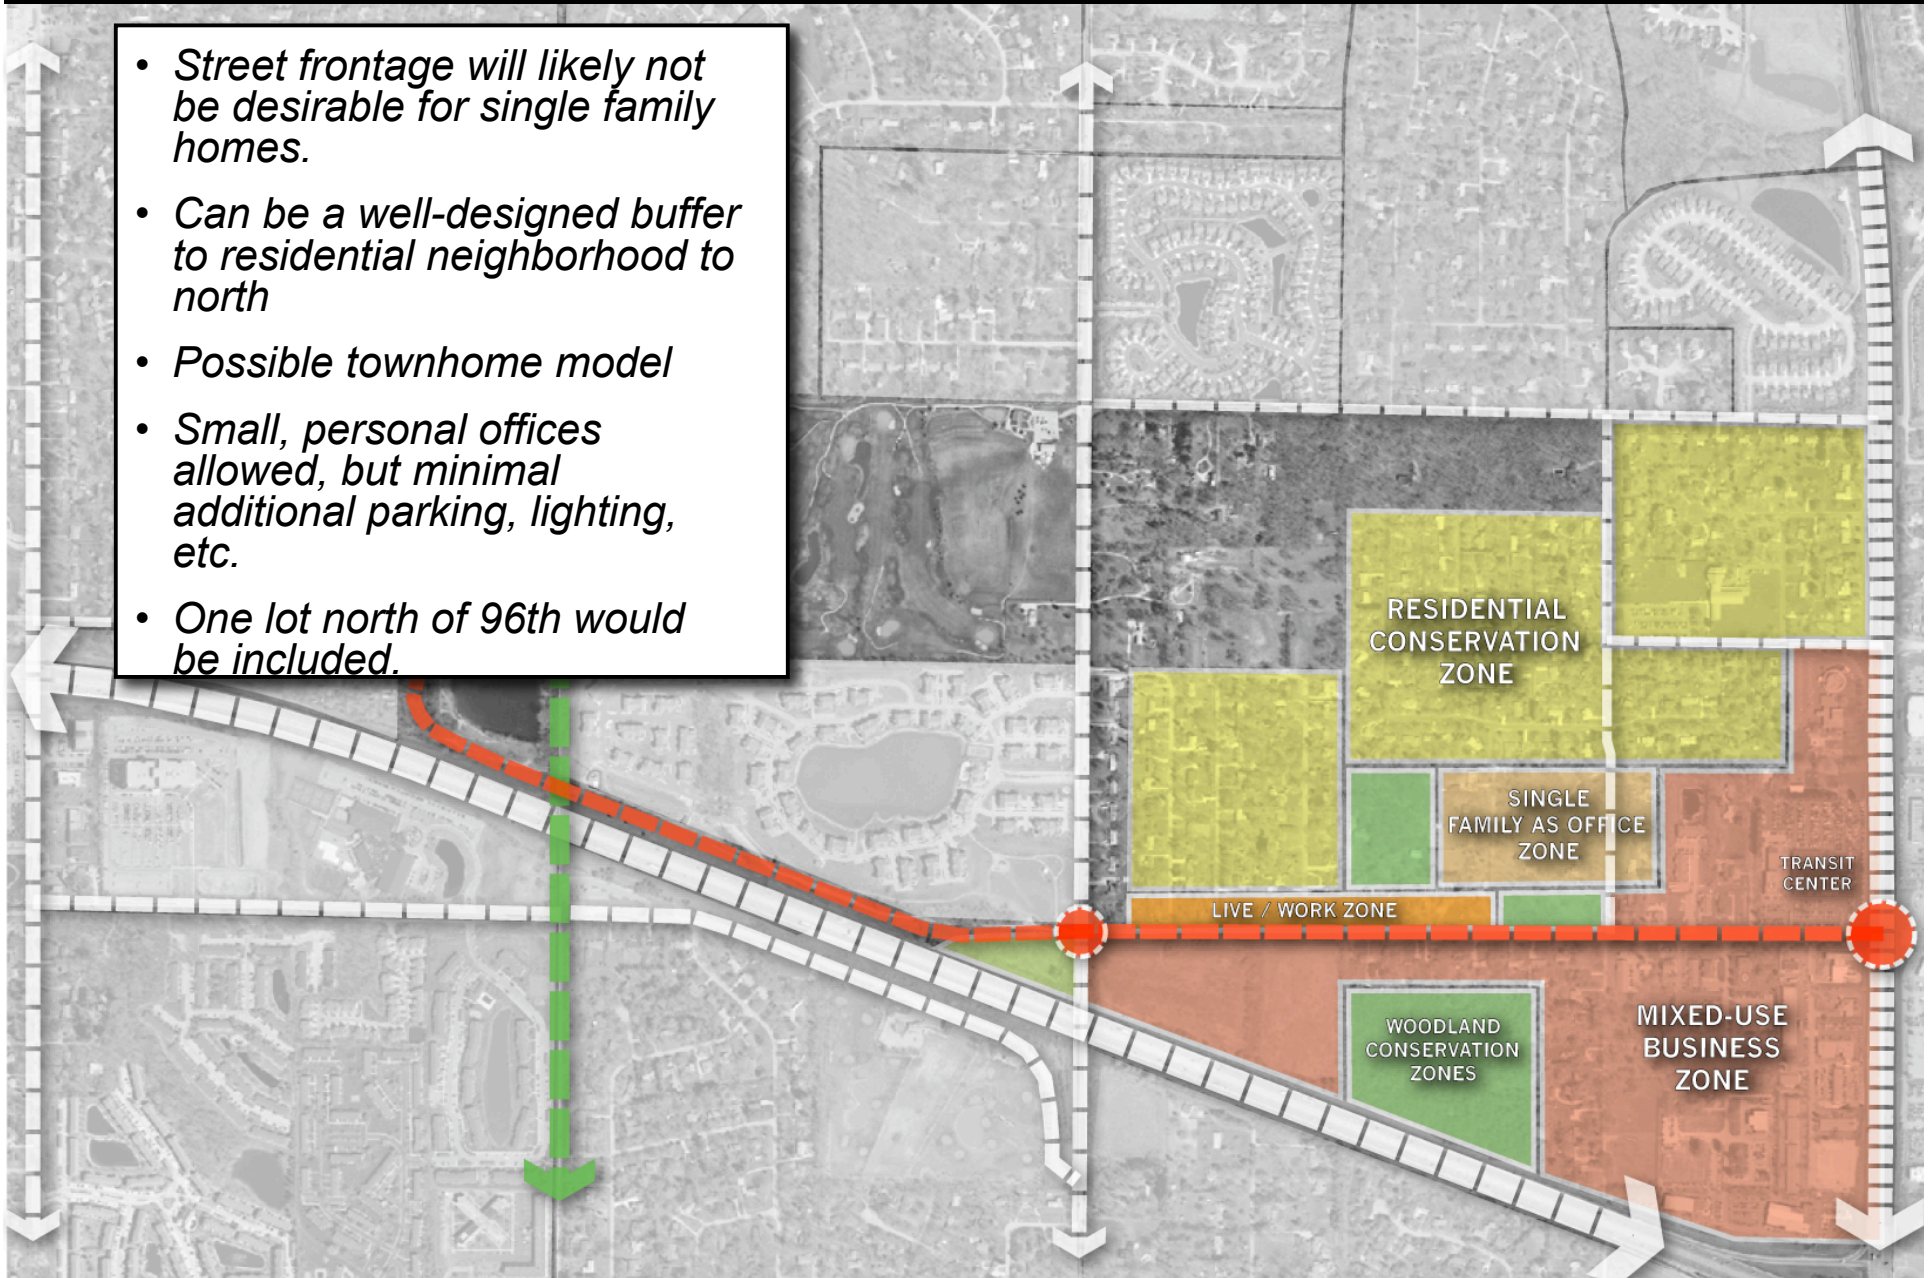 • Street frontage will likely not
be desirable for single family
homes.
• Can be a well-designed buffer
to residential neighborhood to
north
• Possible townhome model
• Small, personal offices
allowed, but minimal
additional parking, lighting,
etc.
• One lot north of 96th would
be included.
RESIDENTIAL
CONSERVATION
ZONE
SINGLE
FAMILY AS OFFICE
ZONE
TRANSIT
CENTER
LIVE / WORK ZONE
WOODLAND
CONSERVATION
ZONES
MIXED-USE
BUSINESS
ZONE